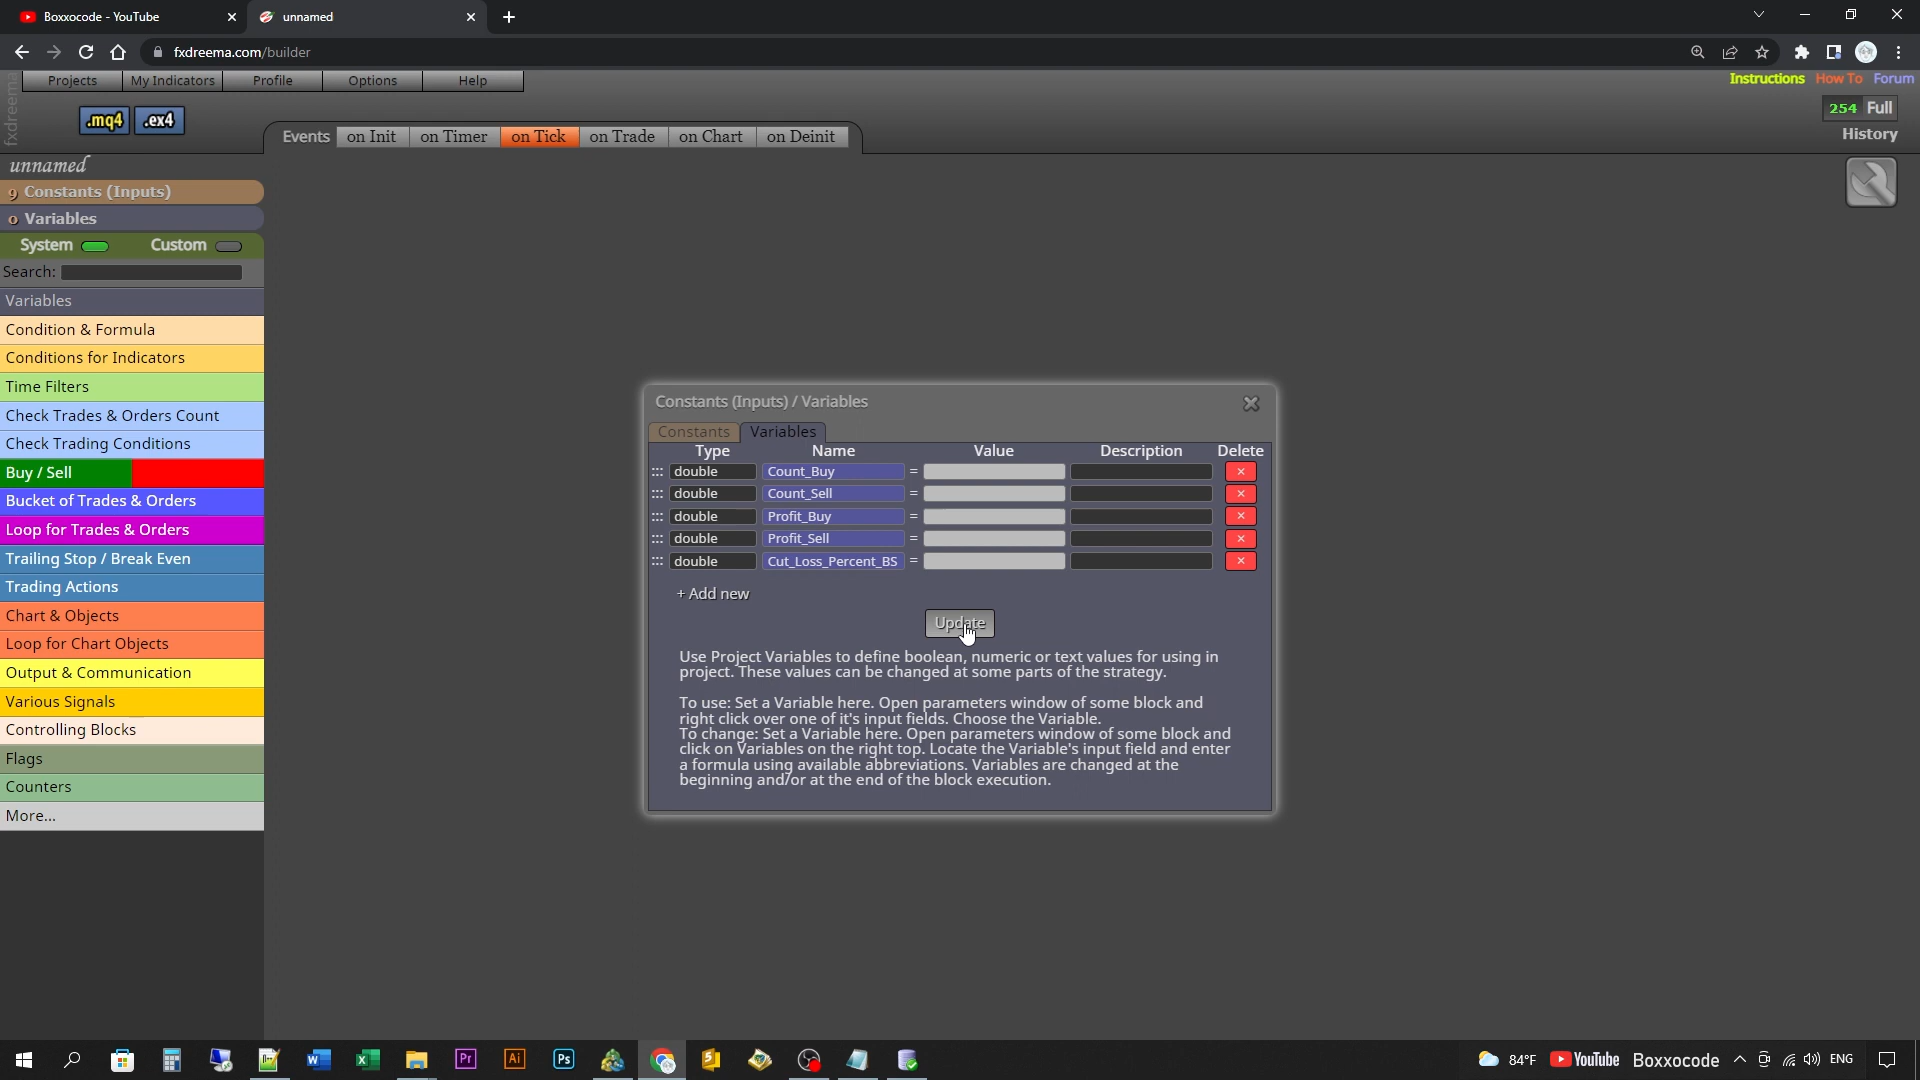 Boxxocode - YouTube
unnamed
fxdreema.com/builder
Projects My Indicators Profile Options Help
Instructions How To Forum
fxdreema
.mq4 .ex4
254 Full
History
Events on Init on Timer on Tick on Trade on Chart on Deinit
unnamed
9 Constants (Inputs)
0 Variables
System Custom
Search:
Variables
Condition & Formula
Conditions for Indicators
Time Filters
Check Trades & Orders Count
Check Trading Conditions
Buy / Sell
Bucket of Trades & Orders
Loop for Trades & Orders
Trailing Stop / Break Even
Trading Actions
Chart & Objects
Loop for Chart Objects
Output & Communication
Various Signals
Controlling Blocks
Flags
Counters
More...
Constants (Inputs) / Variables
Constants Variables
Type Name Value Description Delete
::: double Count_Buy = ×
::: double Count_Sell = ×
::: double Profit_Buy = ×
::: double Profit_Sell = ×
::: double Cut_Loss_Percent_BS = ×
+ Add new
Update
Use Project Variables to define boolean, numeric or text values for using in
project. These values can be changed at some parts of the strategy.
To use: Set a Variable here. Open parameters window of some block and
right click over one of it's input fields. Choose the Variable.
To change: Set a Variable here. Open parameters window of some block and
click on Variables on the right top. Locate the Variable's input field and enter
a formula using available abbreviations. Variables are changed at the
beginning and/or at the end of the block execution.
W X Pr Ai Ps 5
84°F YouTube Boxxocode ENG